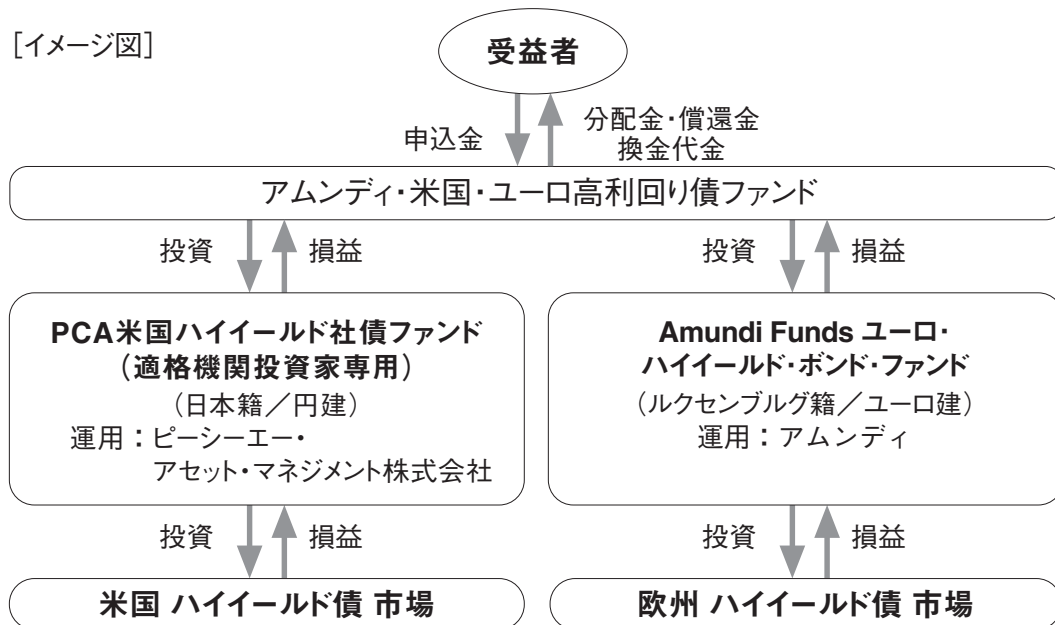 [イメージ図]
受益者
申込金
分配金・償還金
換金代金
アムンディ・米国・ユーロ高利回り債ファンド
投資
損益
投資
損益
PCA米国ハイイールド社債ファンド
(適格機関投資家専用)
(日本籍／円建)
運用：ピーシーエー・
アセット・マネジメント株式会社
Amundi Funds ユーロ・
ハイイールド・ボンド・ファンド
(ルクセンブルグ籍／ユーロ建)
運用：アムンディ
投資
損益
投資
損益
米国 ハイイールド債 市場
欧州 ハイイールド債 市場